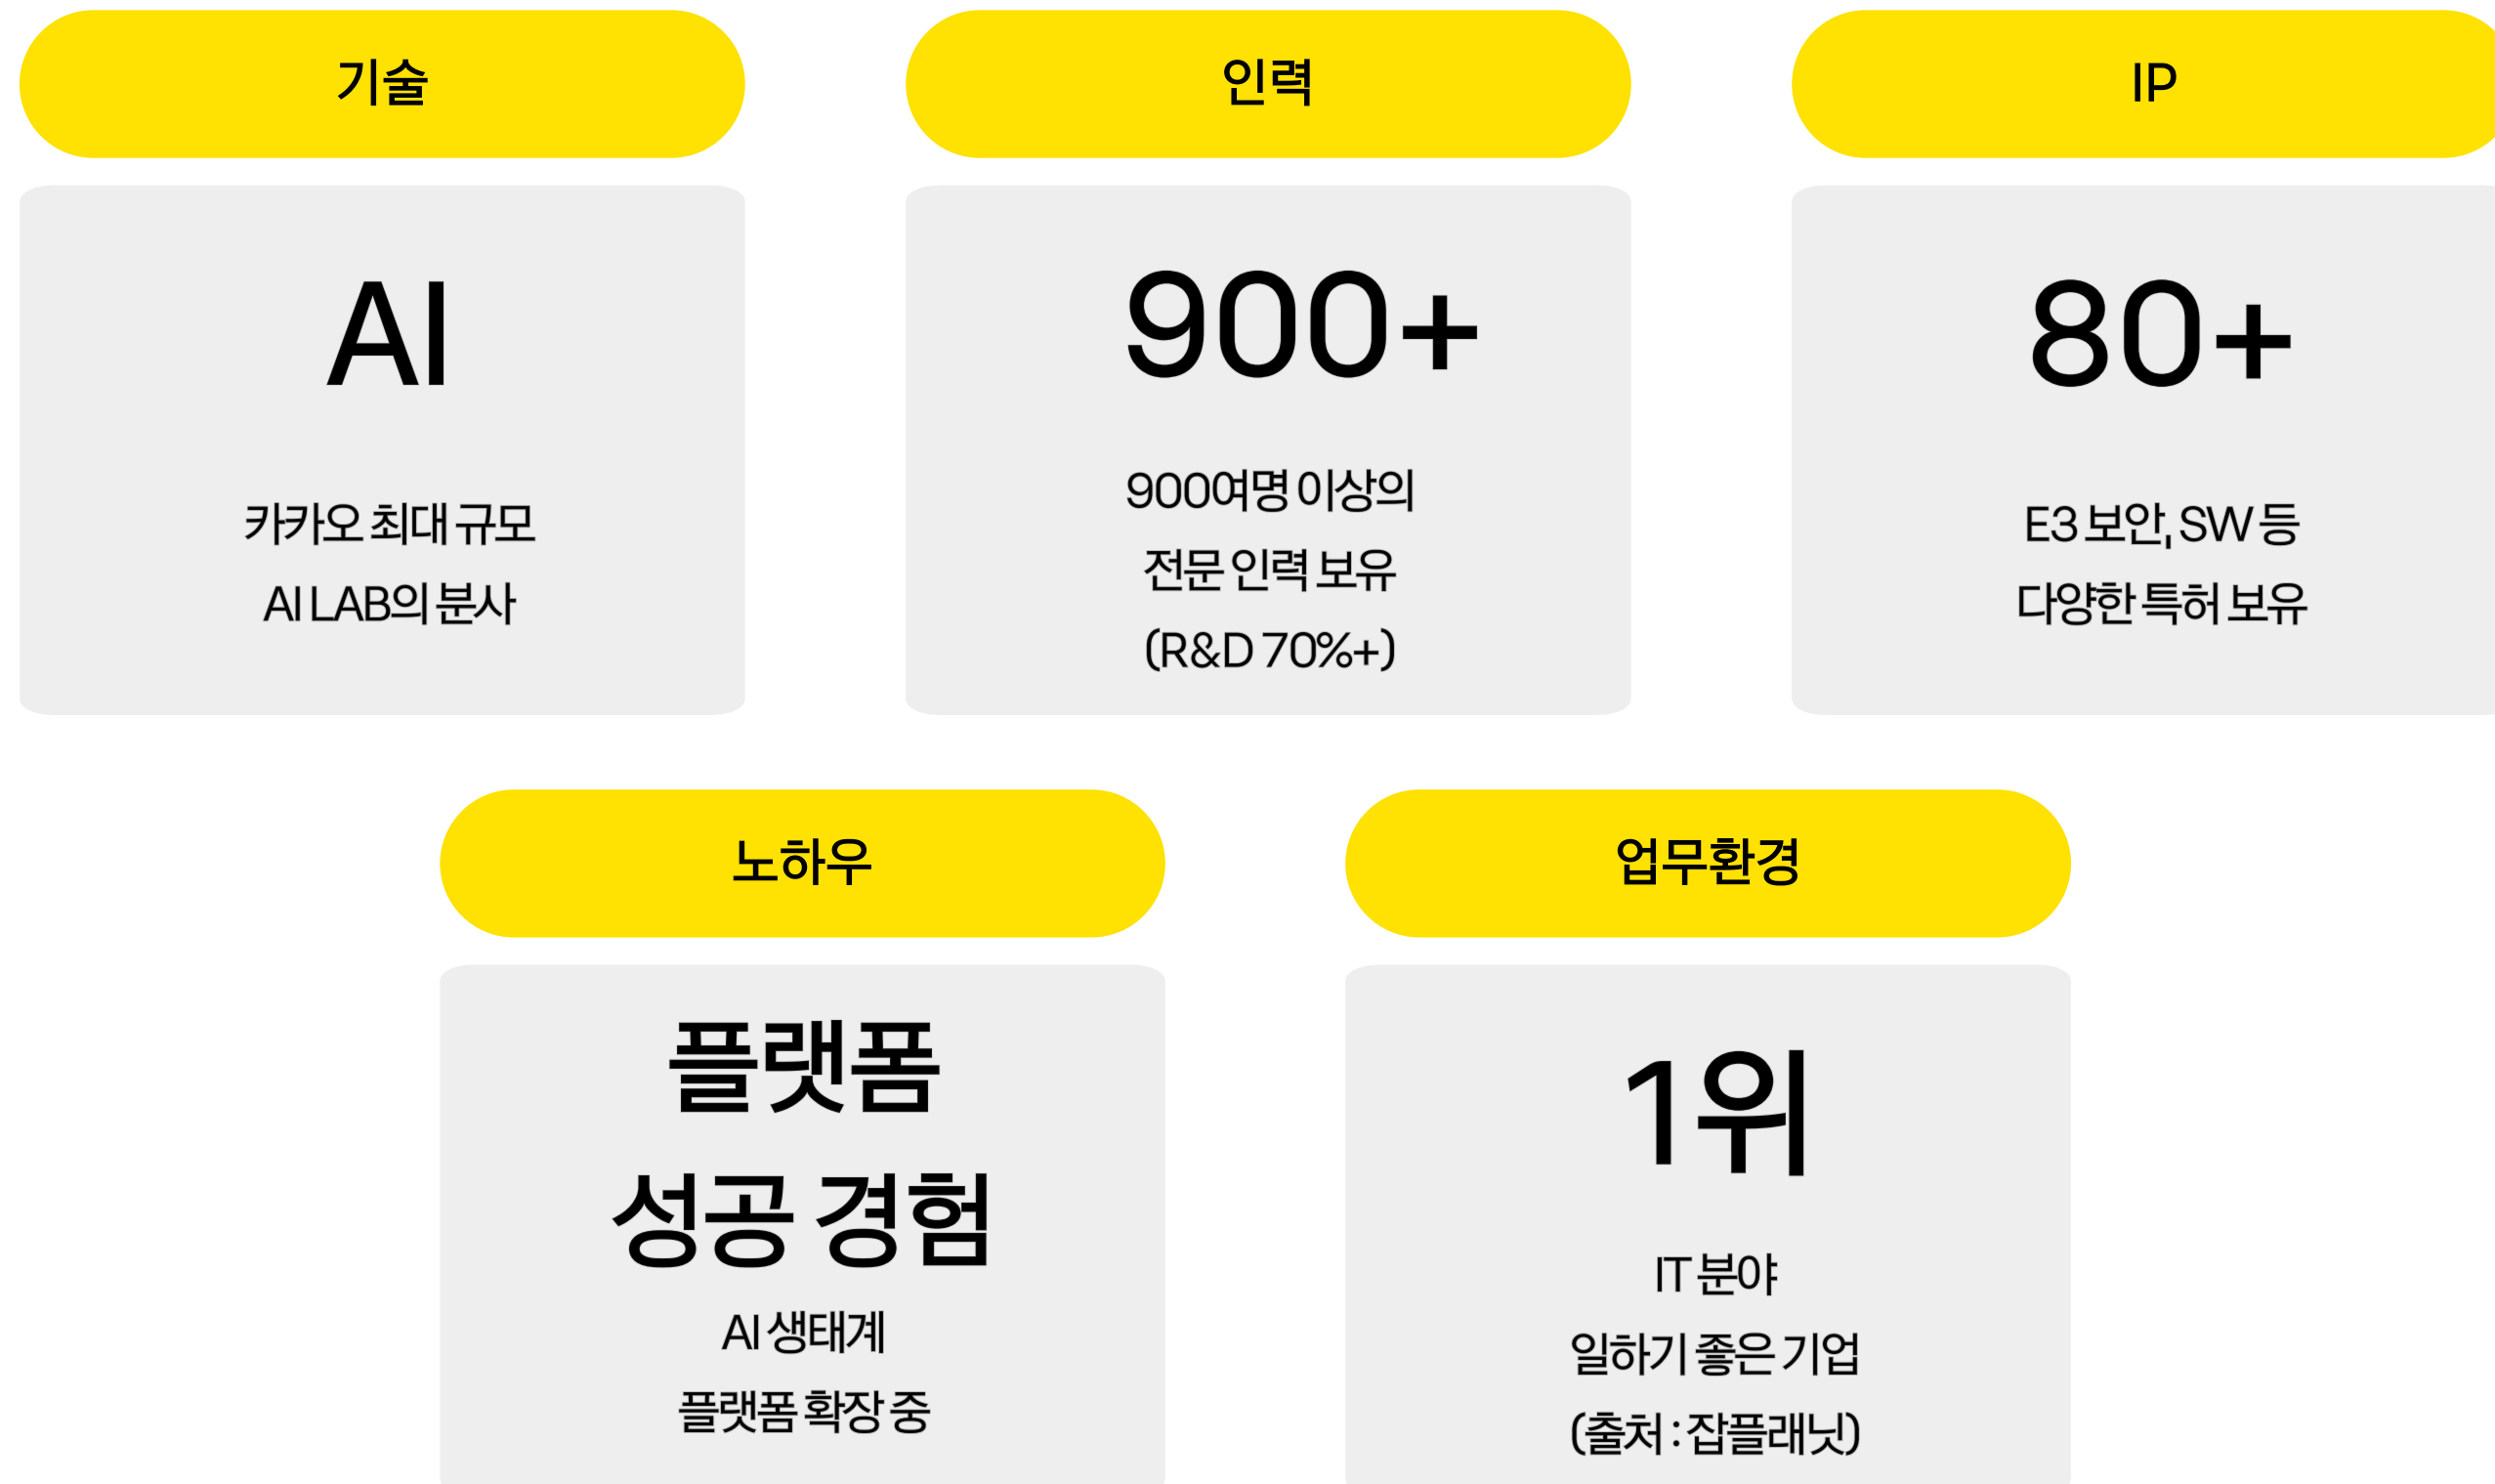 기술
AI
카카오 최대 규모
AI LAB의 분사
인력
900+
900여명 이상의
전문 인력 보유
(R&D 70%+)
IP
80+
E3 보안, SW 등
다양한 특허 보유
노하우
플랫폼
성공 경험
AI 생태계
플랫폼 확장 중
업무환경
1위
IT 분야
일하기 좋은 기업
(출처 : 잡플래닛)